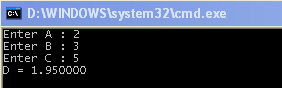 D:\WINDOWS\system32\cmd.exe
Enter A : 2
Enter B : 3
Enter C : 5
D = 1.950000